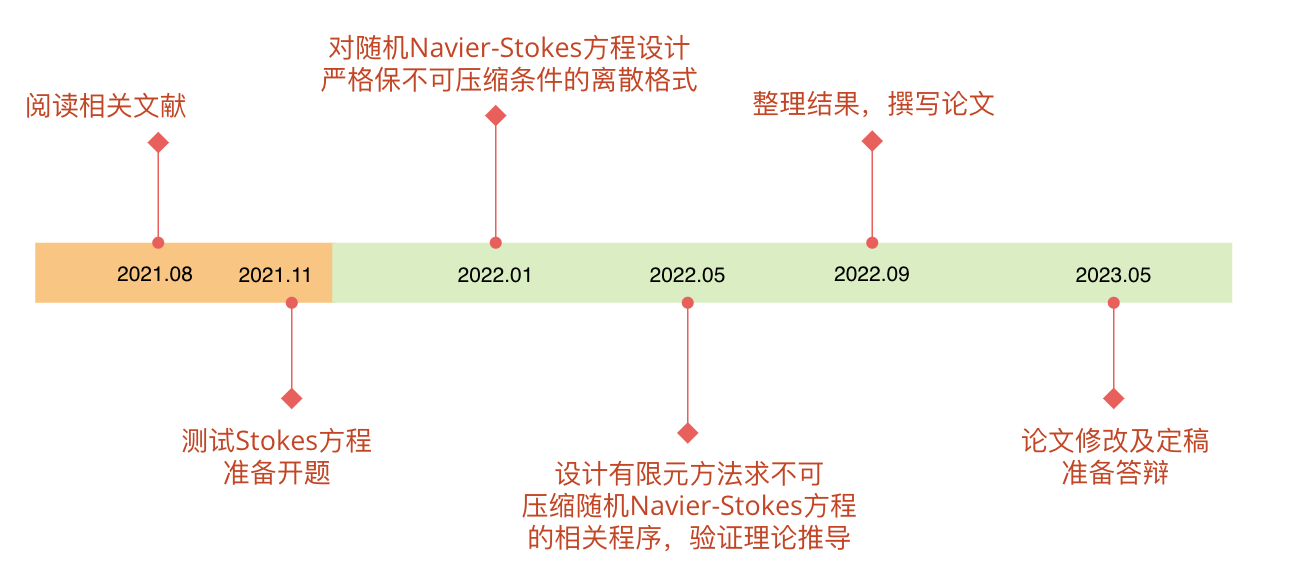 对随机Navier-Stokes方程设计
严格保不可压缩条件的离散格式
阅读相关文献
整理结果，撰写论文
2021.08
2021.11
2022.01
2022.05
2022.09
2023.05
测试Stokes方程
准备开题
设计有限元方法求不可
压缩随机Navier-Stokes方程
的相关程序，验证理论推导
论文修改及定稿
准备答辩